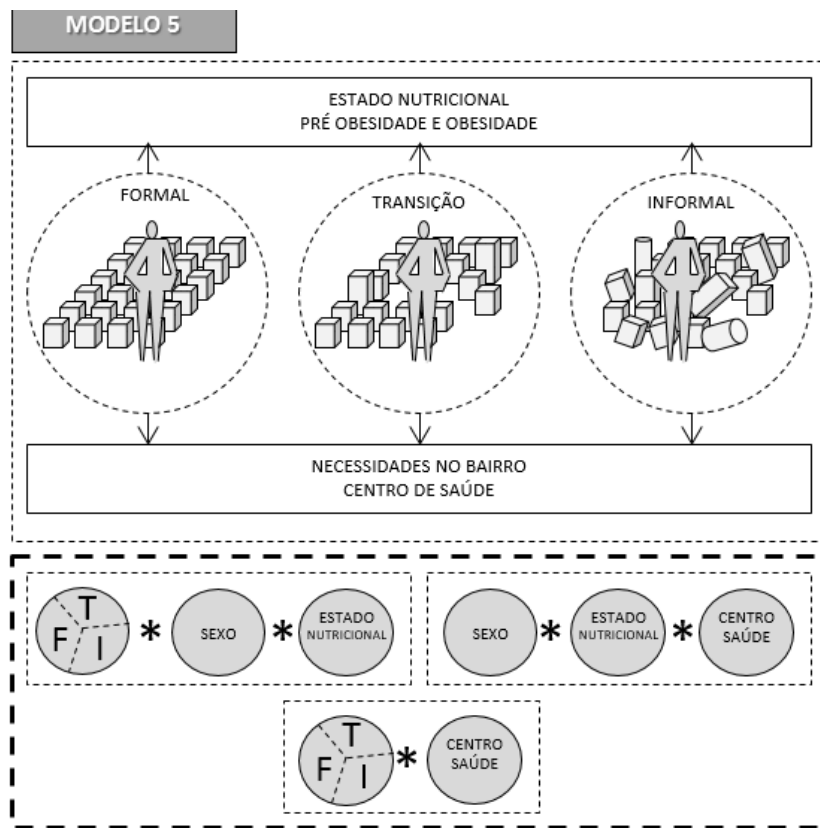 MODELO 5
ESTADO NUTRICIONAL
PRÉ OBESIDADE E OBESIDADE
FORMAL
TRANSIÇÃO
INFORMAL
NECESSIDADES NO BAIRRO
CENTRO DE SAÚDE
T
F
I
*
SEXO
*
ESTADO
NUTRICIONAL
SEXO
*
ESTADO
NUTRICIONAL
*
CENTRO
SAÚDE
T
F
I
*
CENTRO
SAÚDE